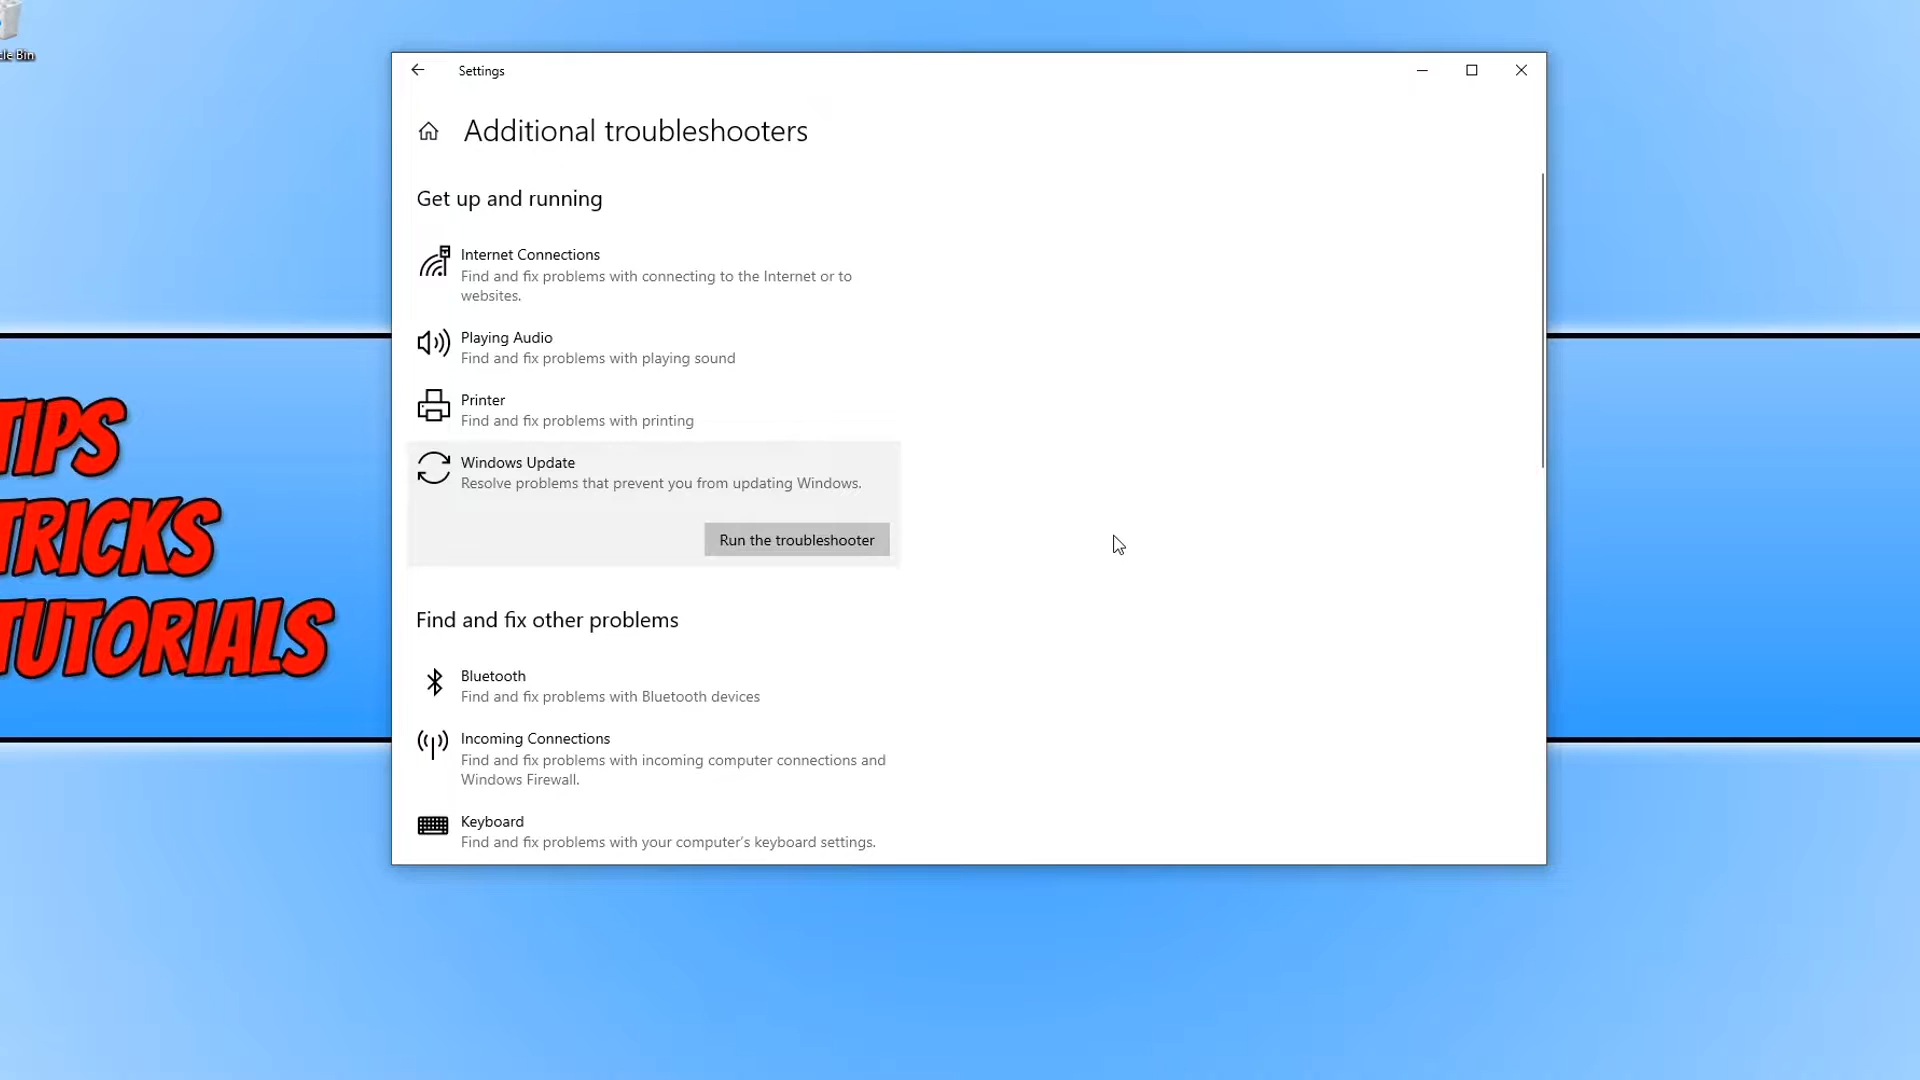 cle Bin
Settings
Additional troubleshooters
Get up and running
Internet Connections
Find and fix problems with connecting to the Internet or to
websites.
Playing Audio
Find and fix problems with playing sound
Printer
Find and fix problems with printing
Windows Update
Resolve problems that prevent you from updating Windows.
Run the troubleshooter
Find and fix other problems
Bluetooth
Find and fix problems with Bluetooth devices
Incoming Connections
Find and fix problems with incoming computer connections and
Windows Firewall.
Keyboard
Find and fix problems with your computer's keyboard settings.
TIPS
TRICKS
TUTORIALS